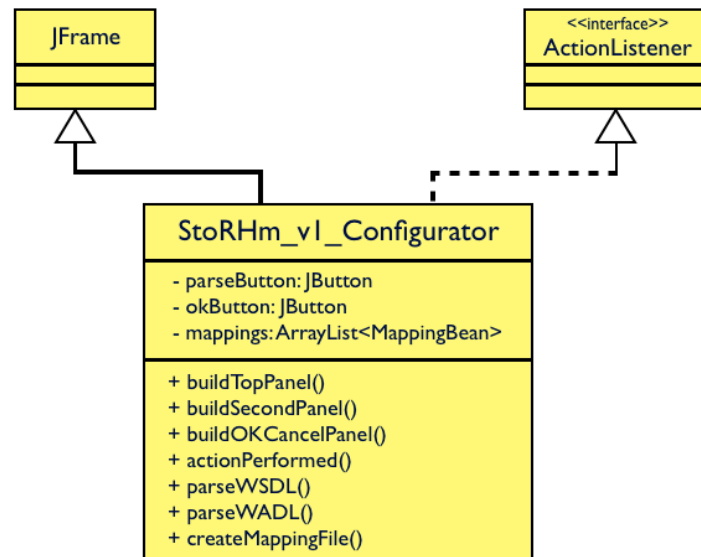 JFrame
<<interface>>
ActionListener
StoRHm_v1_Configurator
- parseButton: JButton
- okButton: JButton
- mappings: ArrayList<MappingBean>
+ buildTopPanel()
+ buildSecondPanel()
+ buildOKCancelPanel()
+ actionPerformed()
+ parseWSDL()
+ parseWADL()
+ createMappingFile()